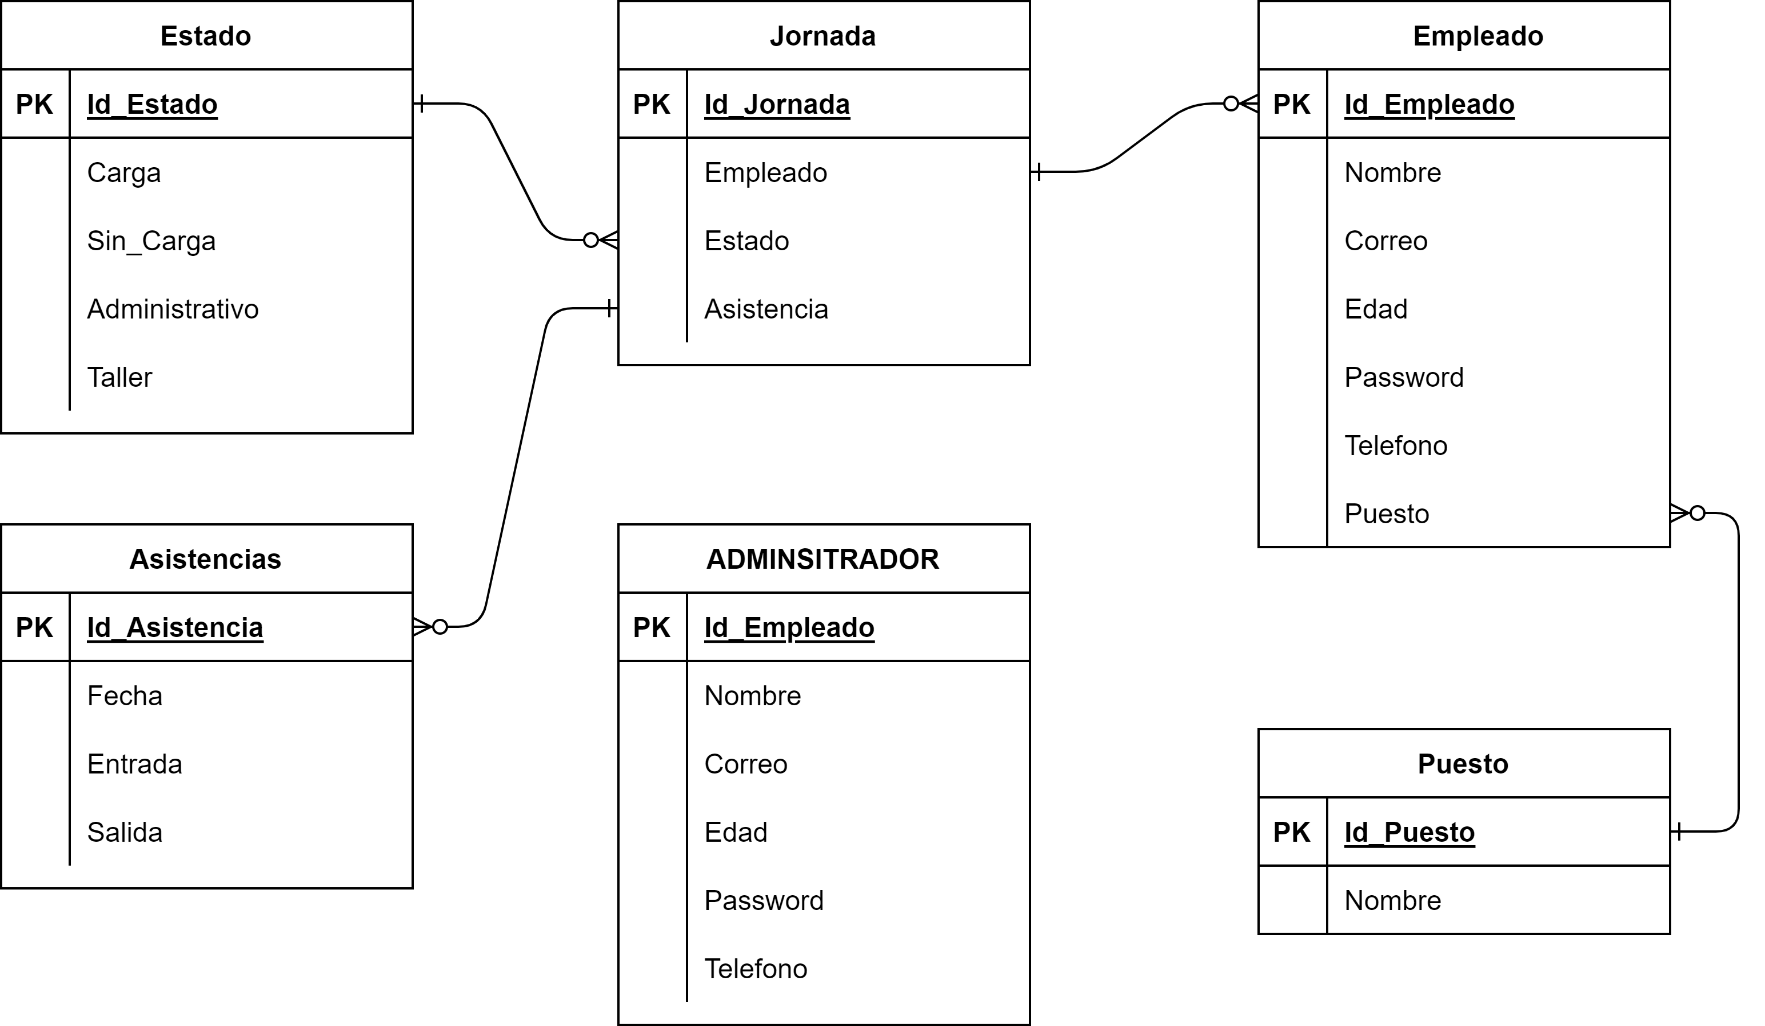 Estado
PK Id_Estado
Carga
Sin_Carga
Administrativo
Taller
Jornada
PK Id_Jornada
Empleado
Estado
Asistencia
Empleado
PK Id_Empleado
Nombre
Correo
Edad
Password
Telefono
Puesto
Asistencias
PK Id_Asistencia
Fecha
Entrada
Salida
ADMINSITRADOR
PK Id_Empleado
Nombre
Correo
Edad
Password
Telefono
Puesto
PK Id_Puesto
Nombre